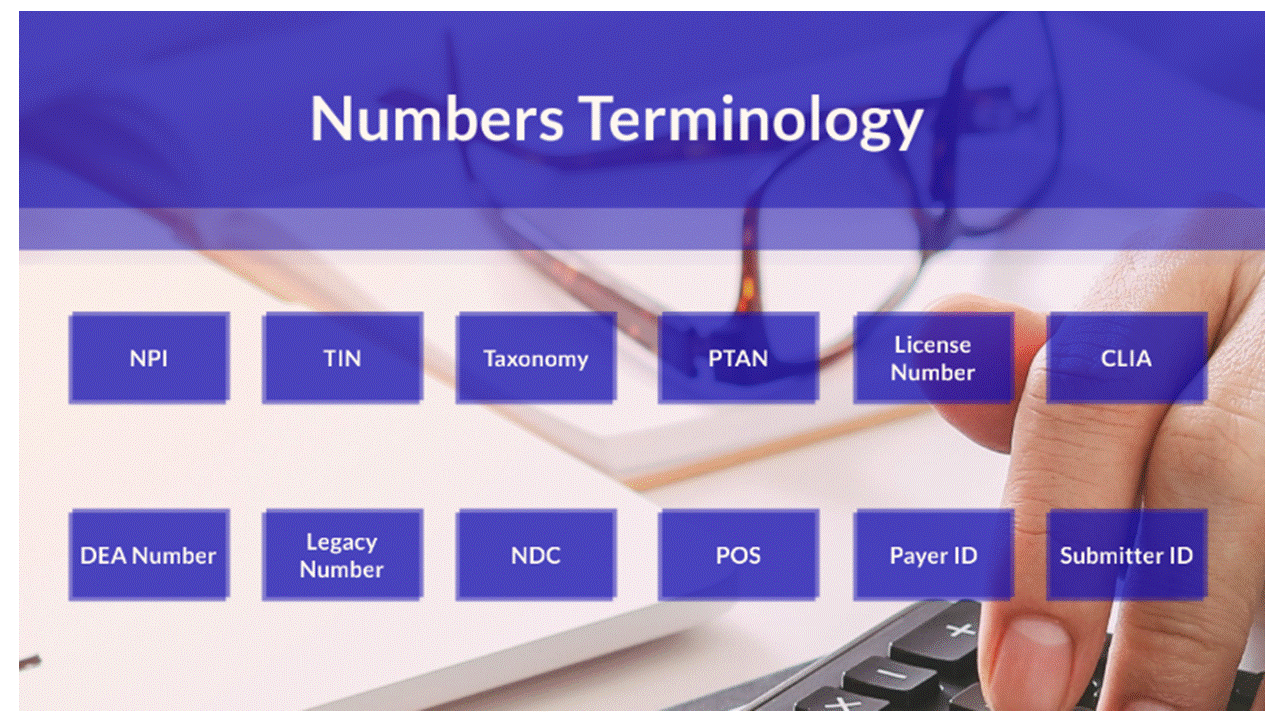 Numbers Terminology
NPI
TIN
Taxonomy
PTAN
License
Number
CLIA
DEA Number
Legacy
Number
NDC
POS
Payer ID
Submitter ID